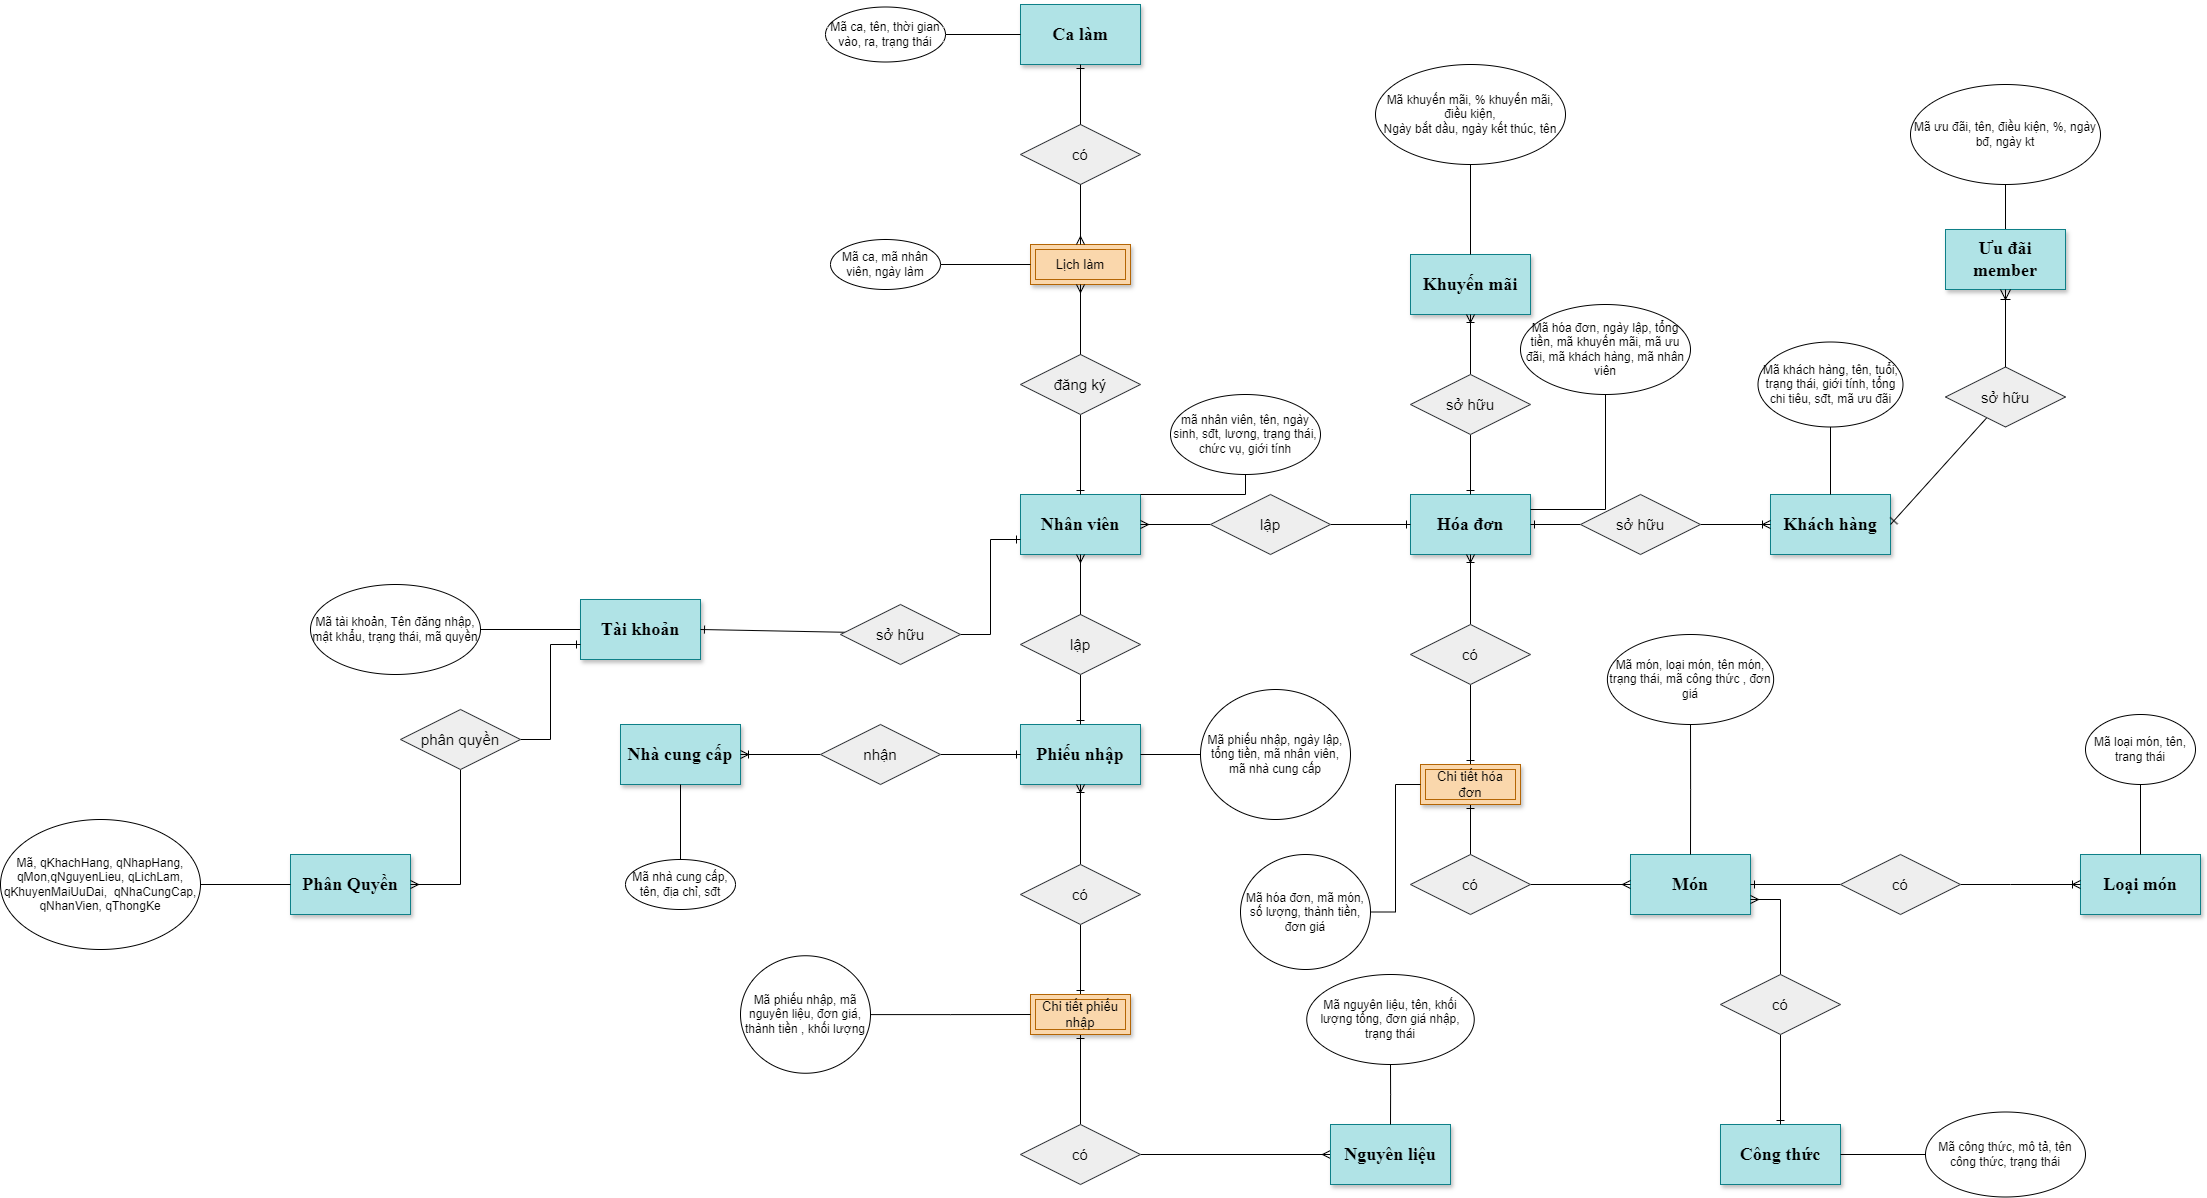 Mã ca, tên, thời gian
vào, ra, trạng thái
Ca làm
có
Mã ca, mã nhân
viên, ngày làm
Lịch làm
đăng ký
Mã khuyến mãi, % khuyến mãi,
điều kiện,
Ngày bắt dầu, ngày kết thúc, tên
Khuyến mãi
Mã ưu đãi, tên, điều kiện, %, ngày
bđ, ngày kt
Ưu đãi
member
Mã hóa đơn, ngày lập, tổng
tiền, mã khuyến mãi, mã ưu
đãi, mã khách hàng, mã nhân
viên
sở hữu
Mã khách hàng, tên, tuổi,
trạng thái, giới tính, tổng
chi tiêu, sđt, mã ưu đãi
sở hữu
mã nhân viên, tên, ngày
sinh, sđt, lương, trạng thái,
chức vụ, giới tính
Nhân viên
lập
Hóa đơn
sở hữu
Khách hàng
Mã tài khoản, Tên đăng nhập,
mật khẩu, trạng thái, mã quyền
Tài khoản
sở hữu
lập
có
phân quyền
Nhà cung cấp
nhận
Phiếu nhập
Mã phiếu nhập, ngày lập,
tổng tiền, mã nhân viên,
mã nhà cung cấp
Mã món, loại món, tên món,
trạng thái, mã công thức , đơn
giá
Mã loại món, tên,
trang thái
Chi tiết hóa
đơn
Mã, qKhachHang, qNhapHang,
qMon,qNguyenLieu, qLichLam,
qKhuyenMaiUuDai,  qNhaCungCap,
qNhanVien, qThongKe
Phân Quyền
Mã nhà cung cấp,
tên, địa chỉ, sđt
có
Mã hóa đơn, mã món,
số lượng, thành tiền,
đơn giá
có
Món
có
Loại món
Mã phiếu nhập, mã
nguyên liệu, đơn giá,
thành tiền , khối lượng
Chi tiết phiếu
nhập
Mã nguyên liệu, tên, khối
lượng tổng, đơn giá nhập,
trạng thái
có
có
Nguyên liệu
Công thức
Mã công thức, mô tả, tên
công thức, trạng thái